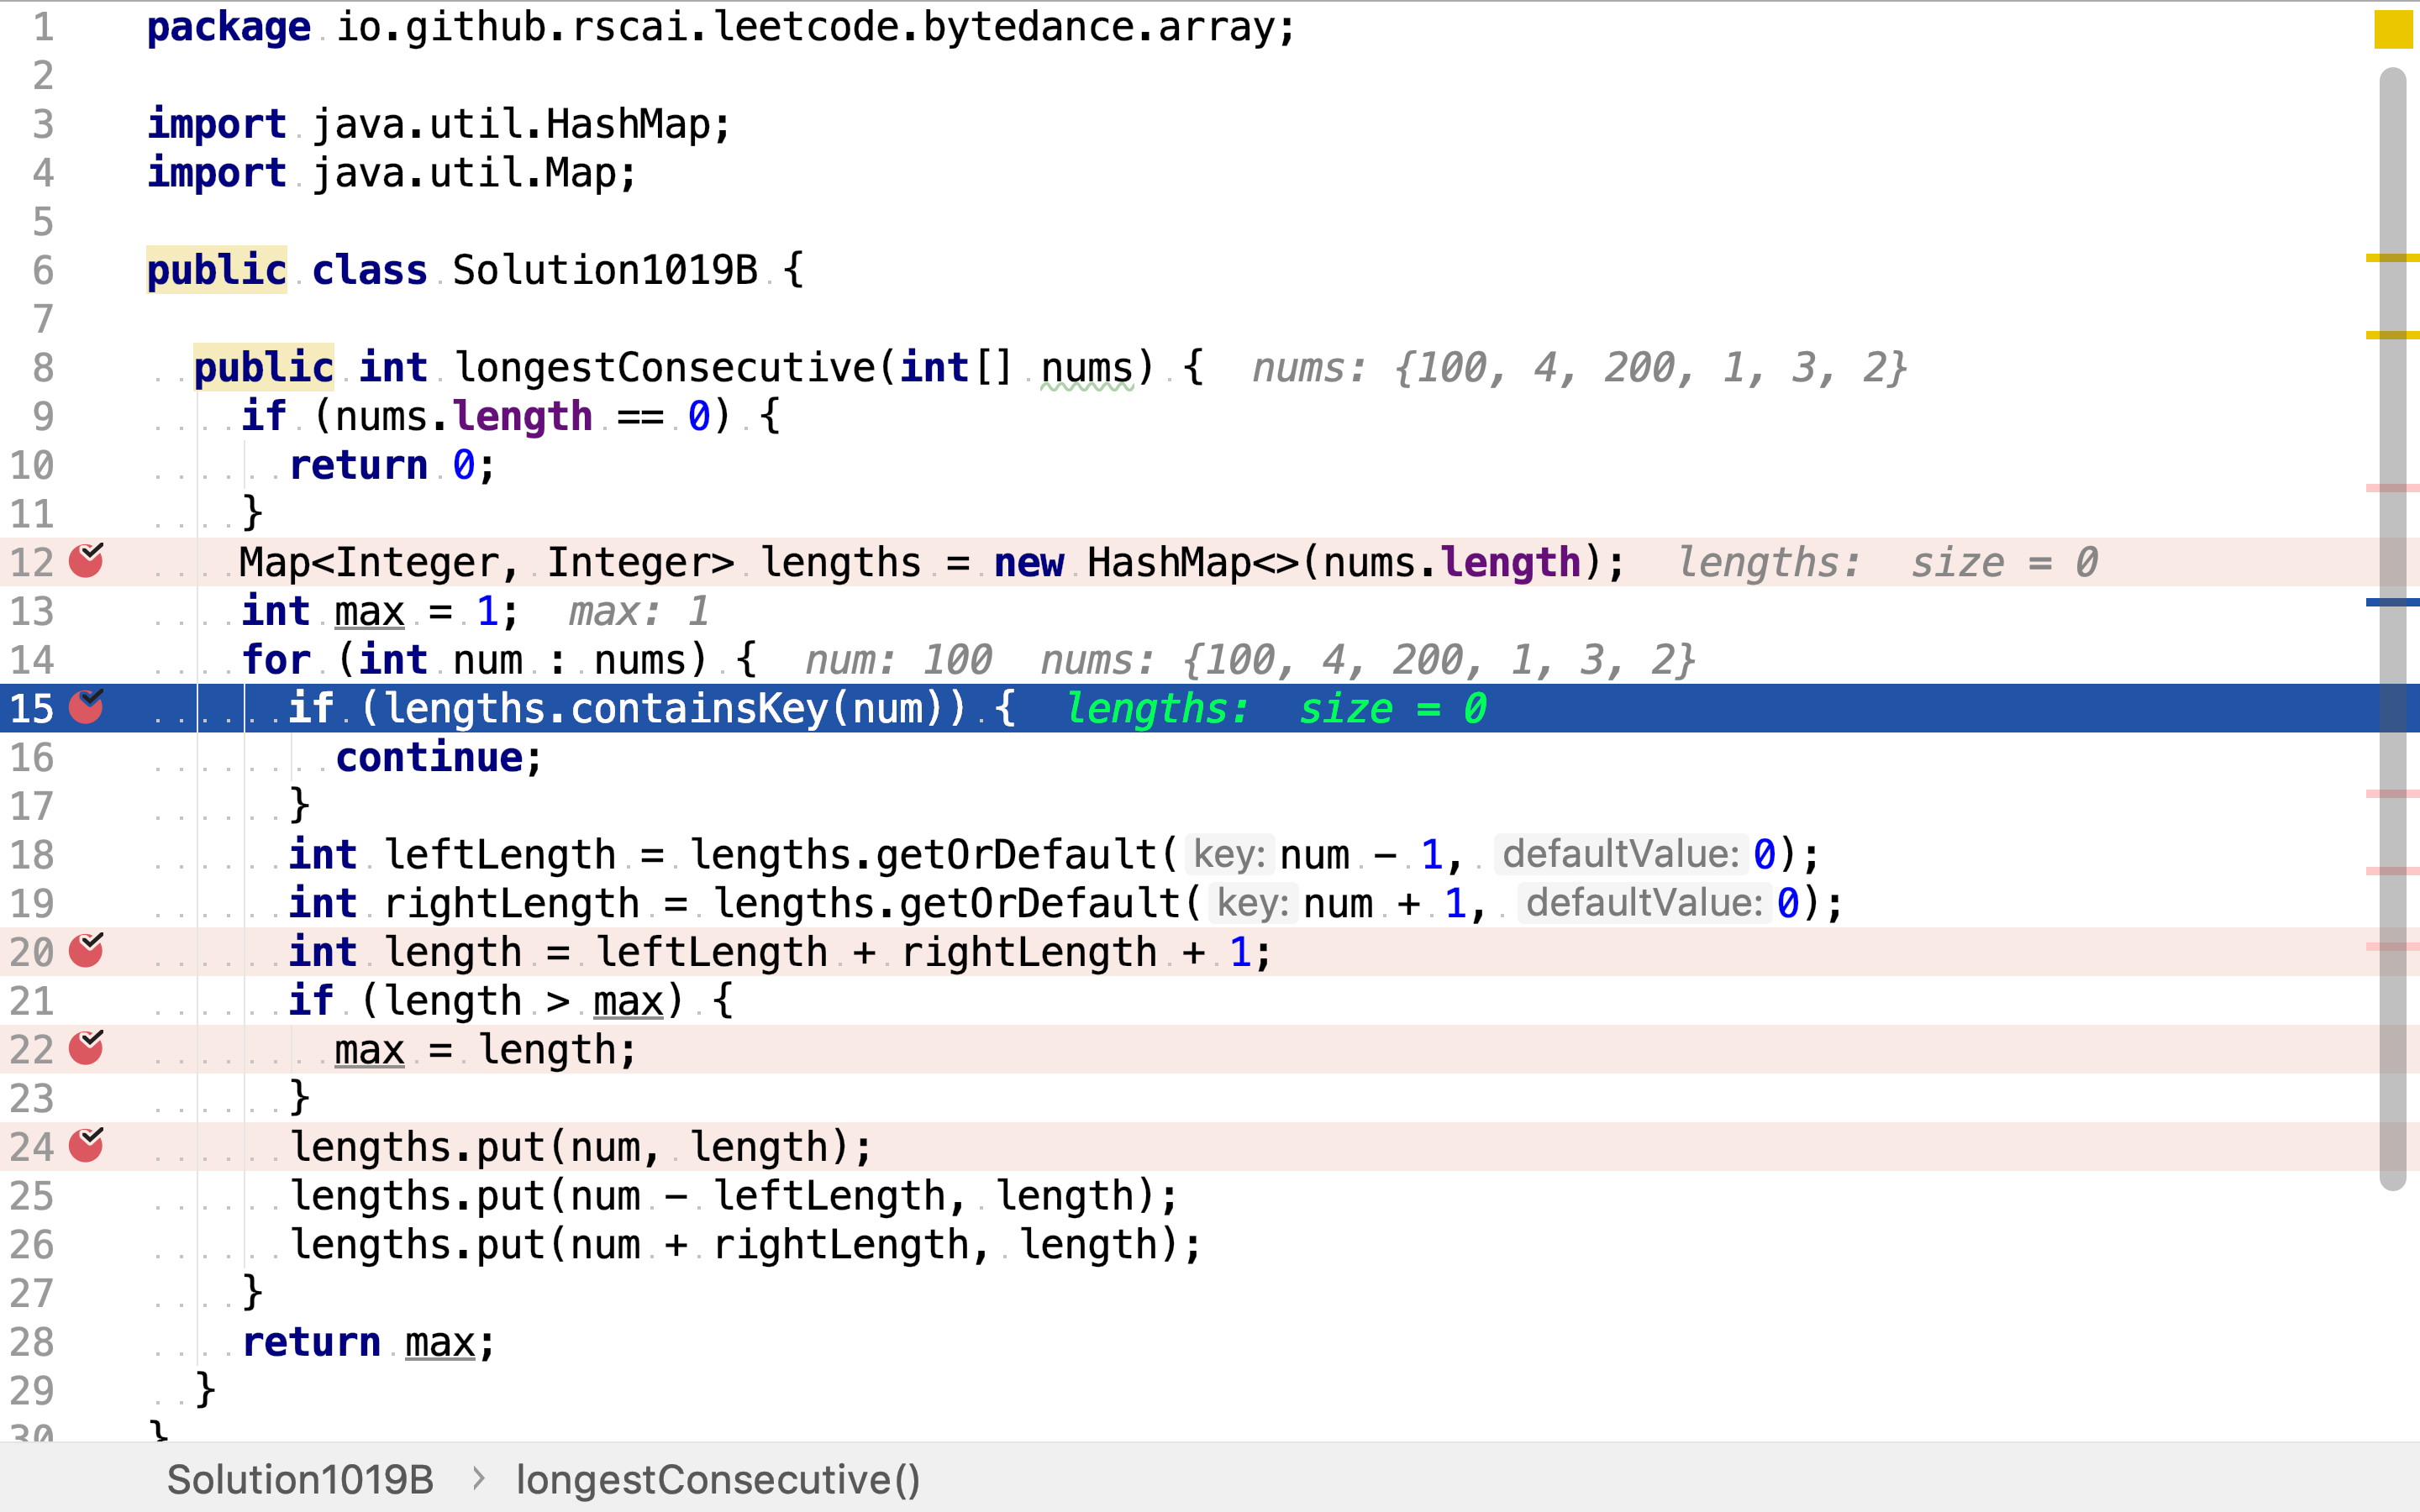 1 package io.github.rscai.leetcode.bytedance.array;
2
3 import java.util.HashMap;
4 import java.util.Map;
5
6 public class Solution1019B {
7
8 public int longestConsecutive(int[] nums) { nums: {100, 4, 200, 1, 3, 2}
9 if (nums.length == 0) {
10 return 0;
11 }
12 Map<Integer, Integer> lengths = new HashMap<>(nums.length); lengths: size = 0
13 int max = 1; max: 1
14 for (int num : nums) { num: 100 nums: {100, 4, 200, 1, 3, 2}
15 if (lengths.containsKey(num)) { lengths: size = 0
16 continue;
17 }
18 int leftLength = lengths.getOrDefault( key: num - 1, defaultValue: 0);
19 int rightLength = lengths.getOrDefault( key: num + 1, defaultValue: 0);
20 int length = leftLength + rightLength + 1;
21 if (length > max) {
22 max = length;
23 }
24 lengths.put(num, length);
25 lengths.put(num - leftLength, length);
26 lengths.put(num + rightLength, length);
27 }
28 return max;
29 }
30 }
Solution1019B > longestConsecutive()